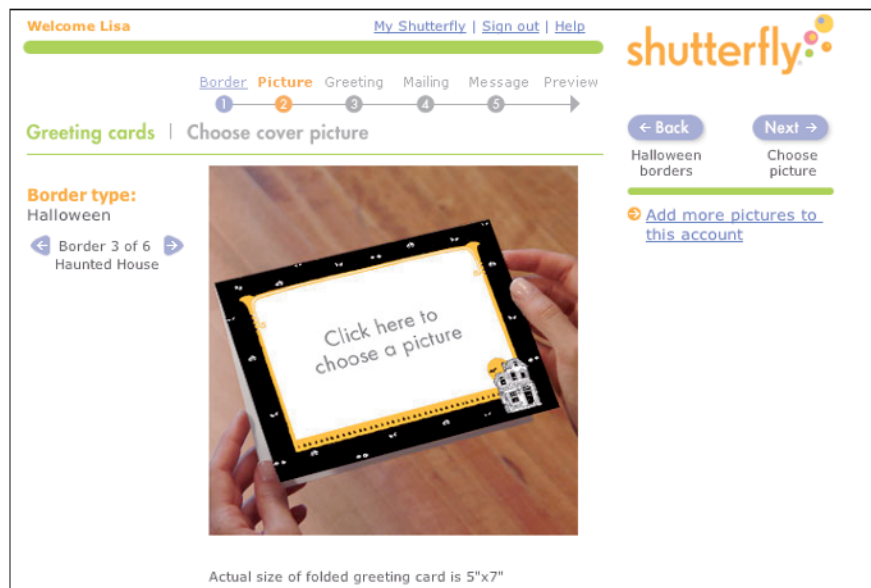 Welcome Lisa
My Shutterfly | Sign out | Help
shutterfly
Border Picture Greeting Mailing Message Preview
1 2 3 4 5
Greeting cards | Choose cover picture
← Back
Next →
Halloween
borders
Choose
picture
Add more pictures to
this account
Border type:
Halloween
Border 3 of 6
Haunted House
Click here to
choose a picture
Actual size of folded greeting card is 5"x7"